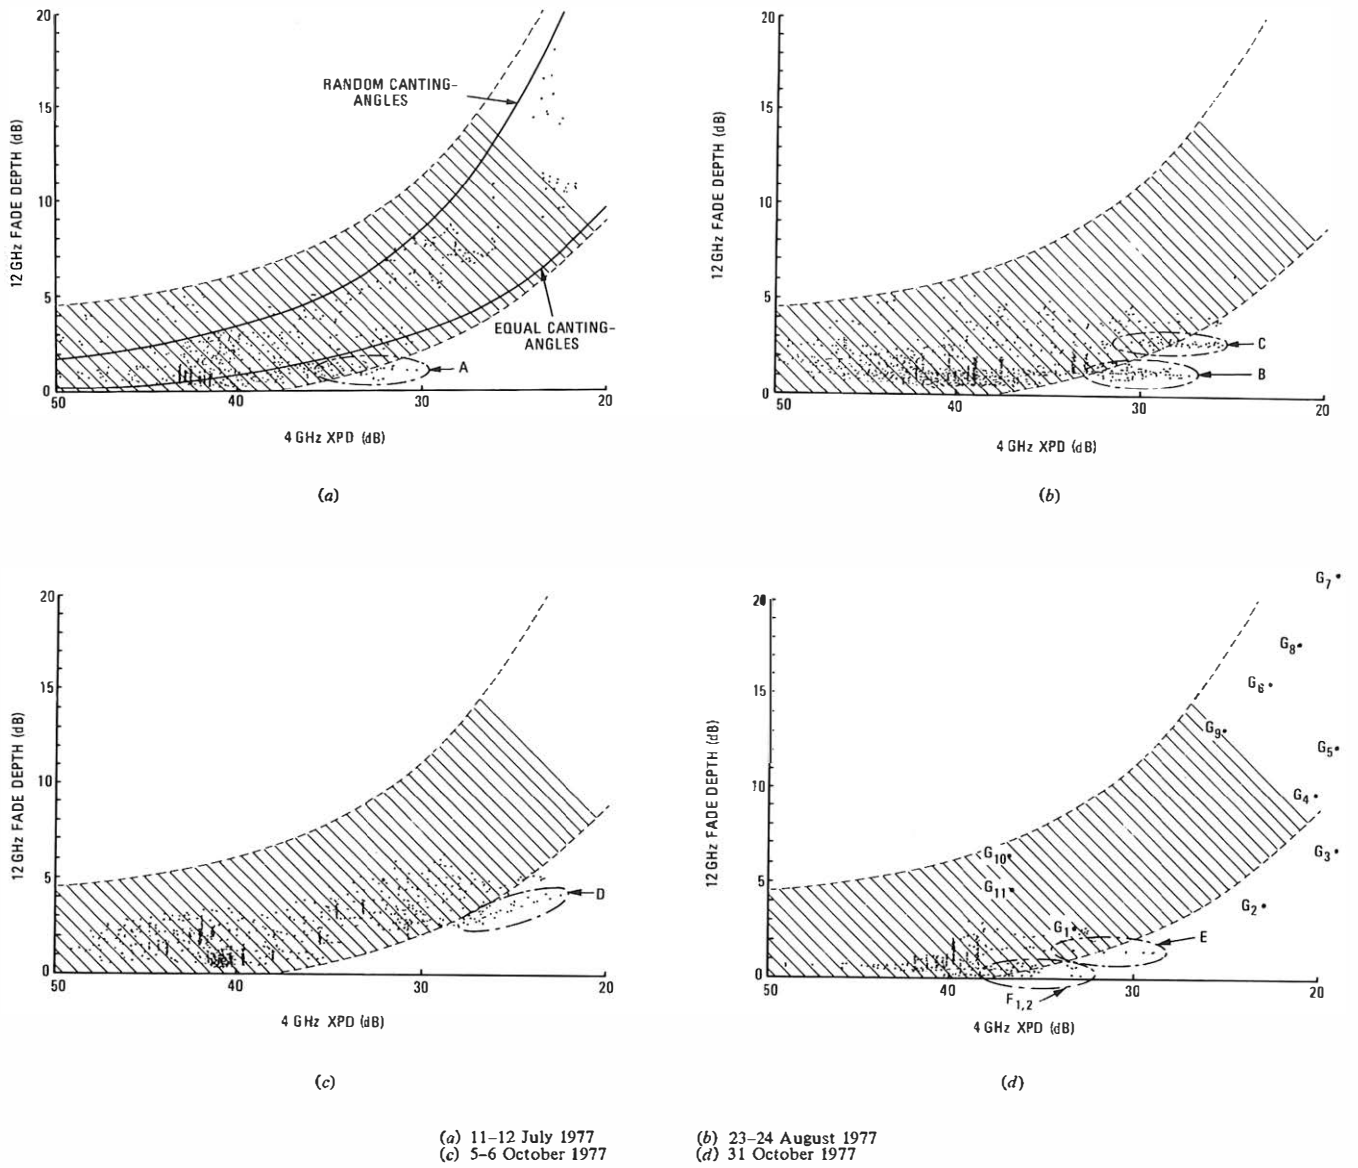 20
15
10
5
0
50
40
30
20
12 GHz FADE DEPTH (dB)
4 GHz XPD (dB)
RANDOM CANTING-
ANGLES
EQUAL CANTING-
ANGLES
A
(a)
20
15
10
5
0
50
40
30
20
12 GHz FADE DEPTH (dB)
4 GHz XPD (dB)
C
B
(b)
20
15
10
5
0
50
40
30
20
12 GHz FADE DEPTH (dB)
4 GHz XPD (dB)
D
(c)
20
15
10
5
0
50
40
30
20
12 GHz FADE DEPTH (dB)
4 GHz XPD (dB)
G7
G8
G6
G9
G5
G4
G10
G3
G11
G2
G1
E
F1,2
(d)
(a) 11–12 July 1977
(b) 23–24 August 1977
(c) 5–6 October 1977
(d) 31 October 1977